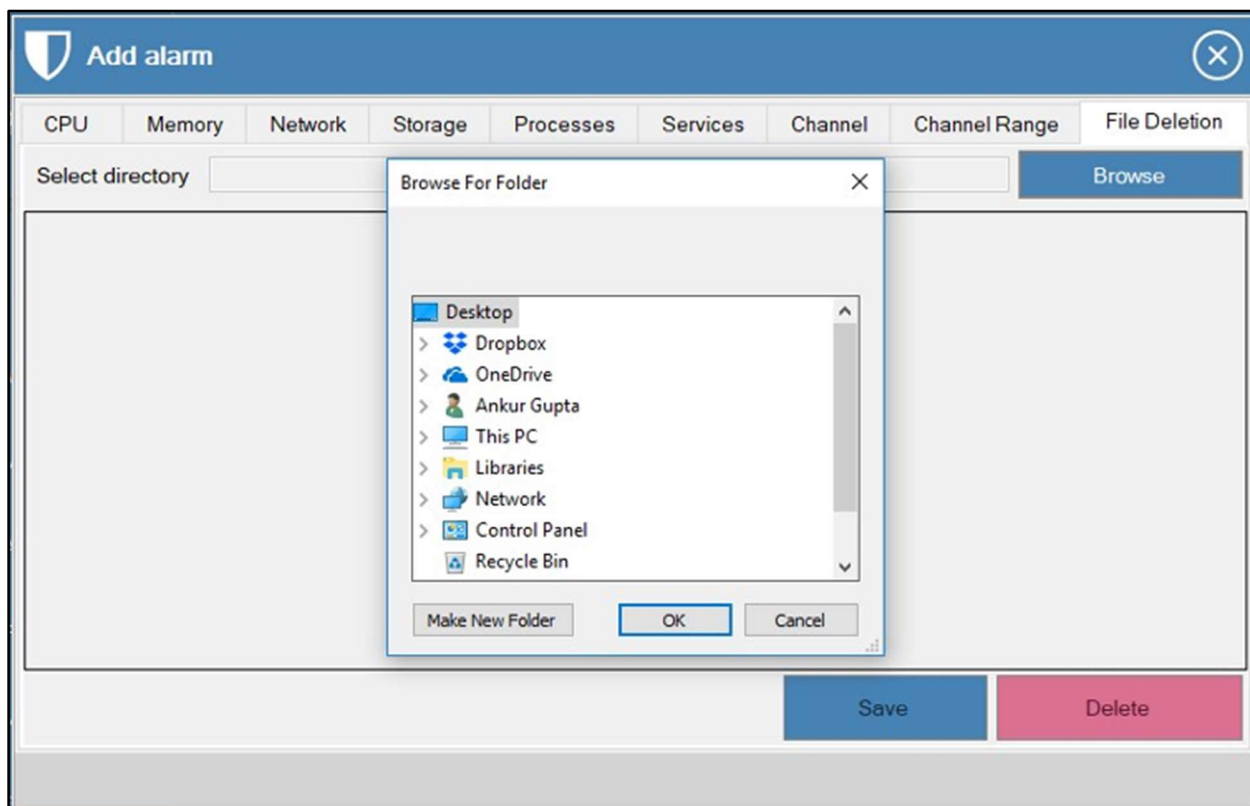 Add alarm
CPU Memory Network Storage Processes Services Channel Channel Range File Deletion
Select directory Browse
Browse For Folder
Desktop
Dropbox
OneDrive
Ankur Gupta
This PC
Libraries
Network
Control Panel
Recycle Bin
Make New Folder OK Cancel
Save Delete